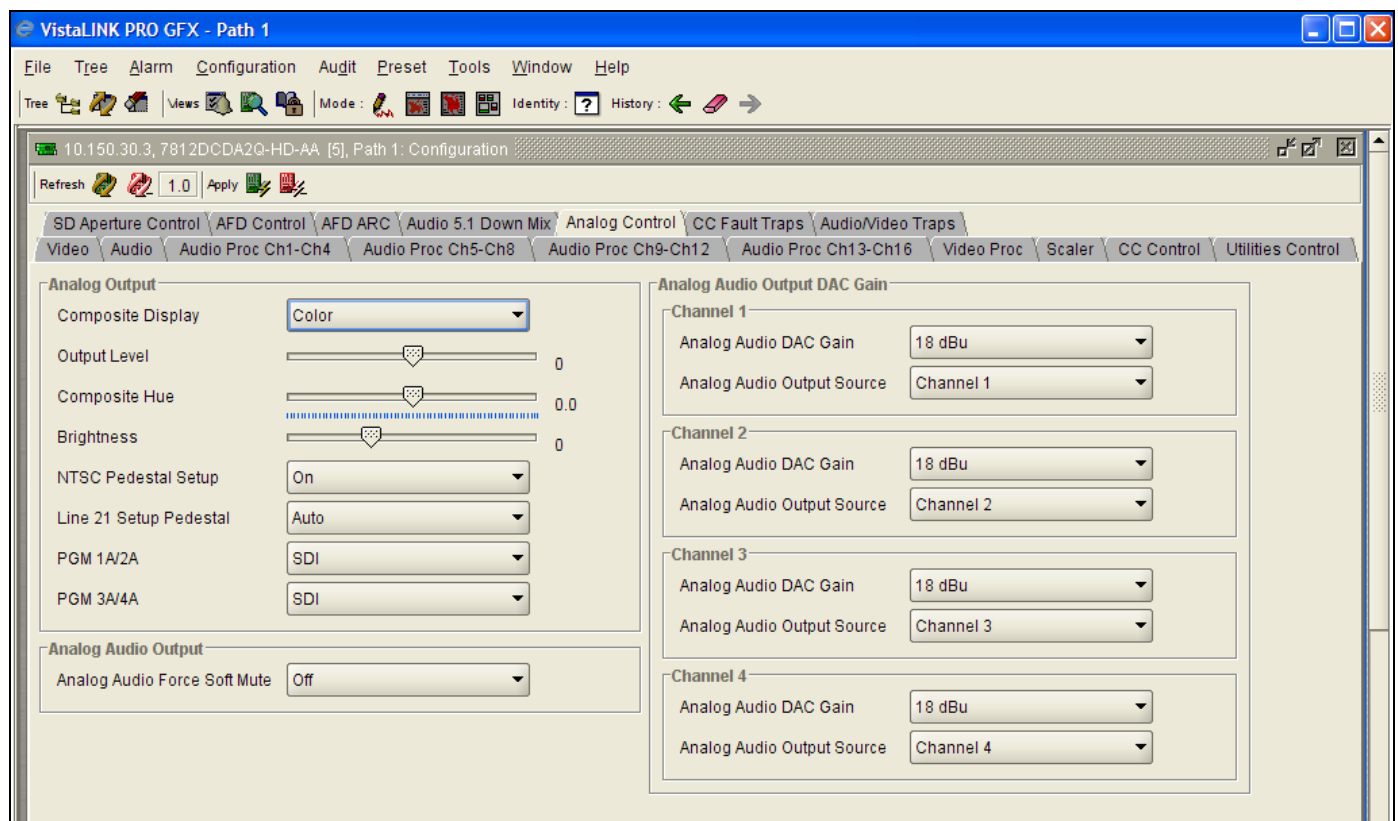 VistaLINK PRO GFX - Path 1
File Tree Alarm Configuration Audit Preset Tools Window Help
Tree Views Mode : Identity : ? History :
10.150.30.3, 7812DCDA2Q-HD-AA [5], Path 1: Configuration
Refresh 1.0 Apply
SD Aperture Control AFD Control AFD ARC Audio 5.1 Down Mix Analog Control CC Fault Traps Audio/Video Traps
Video Audio Audio Proc Ch1-Ch4 Audio Proc Ch5-Ch8 Audio Proc Ch9-Ch12 Audio Proc Ch13-Ch16 Video Proc Scaler CC Control Utilities Control
Analog Output
Composite Display Color
Output Level 0
Composite Hue 0.0
Brightness 0
NTSC Pedestal Setup On
Line 21 Setup Pedestal Auto
PGM 1A/2A SDI
PGM 3A/4A SDI
Analog Audio Output
Analog Audio Force Soft Mute Off
Analog Audio Output DAC Gain
Channel 1
Analog Audio DAC Gain 18 dBu
Analog Audio Output Source Channel 1
Channel 2
Analog Audio DAC Gain 18 dBu
Analog Audio Output Source Channel 2
Channel 3
Analog Audio DAC Gain 18 dBu
Analog Audio Output Source Channel 3
Channel 4
Analog Audio DAC Gain 18 dBu
Analog Audio Output Source Channel 4